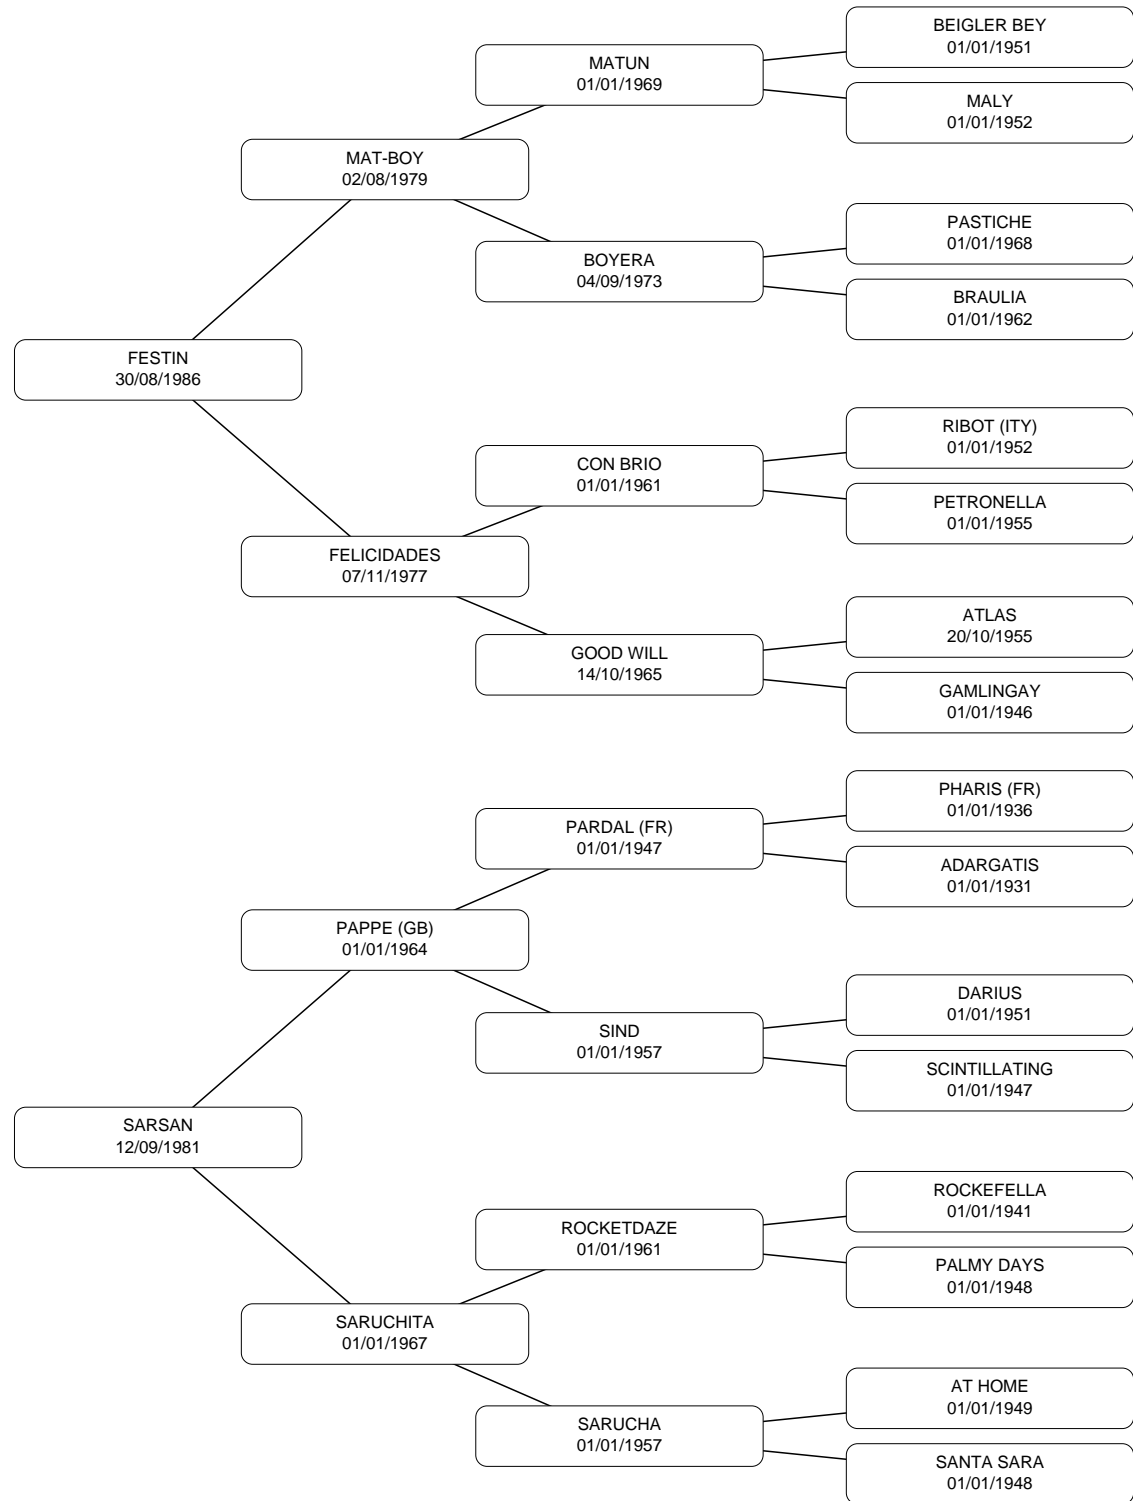 BEIGLER BEY
01/01/1951
MATUN
01/01/1969
MALY
01/01/1952
MAT-BOY
02/08/1979
PASTICHE
01/01/1968
BOYERA
04/09/1973
BRAULIA
01/01/1962
FESTIN
30/08/1986
RIBOT (ITY)
01/01/1952
CON BRIO
01/01/1961
PETRONELLA
01/01/1955
FELICIDADES
07/11/1977
ATLAS
20/10/1955
GOOD WILL
14/10/1965
GAMLINGAY
01/01/1946
PHARIS (FR)
01/01/1936
PARDAL (FR)
01/01/1947
ADARGATIS
01/01/1931
PAPPE (GB)
01/01/1964
DARIUS
01/01/1951
SIND
01/01/1957
SCINTILLATING
01/01/1947
SARSAN
12/09/1981
ROCKEFELLA
01/01/1941
ROCKETDAZE
01/01/1961
PALMY DAYS
01/01/1948
SARUCHITA
01/01/1967
AT HOME
01/01/1949
SARUCHA
01/01/1957
SANTA SARA
01/01/1948